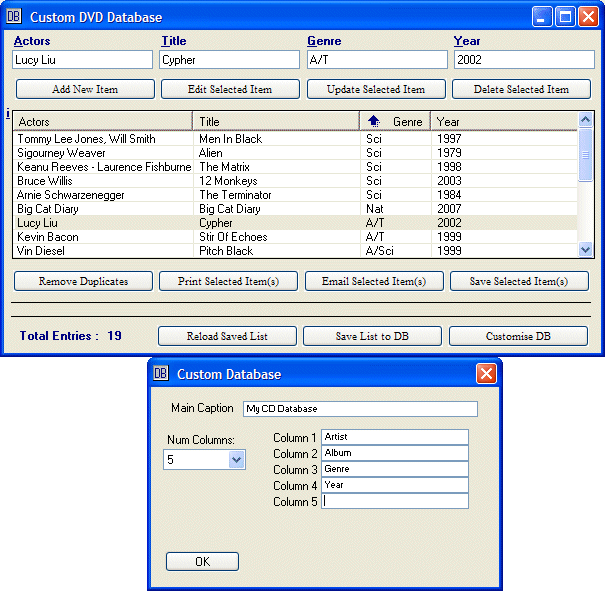 DB Custom DVD Database
Actors Title Genre Year
Lucy Liu Cypher A/T 2002
Add New Item Edit Selected Item Update Selected Item Delete Selected Item
i
Actors Title Genre Year
Tommy Lee Jones, Will Smith Men In Black Sci 1997
Sigourney Weaver Alien Sci 1979
Keanu Reeves - Laurence Fishburne The Matrix Sci 1998
Bruce Willis 12 Monkeys Sci 2003
Arnie Schwarzenegger The Terminator Sci 1984
Big Cat Diary Big Cat Diary Nat 2007
Lucy Liu Cypher A/T 2002
Kevin Bacon Stir Of Echoes A/T 1999
Vin Diesel Pitch Black A/Sci 1999
Remove Duplicates Print Selected Item(s) Email Selected Item(s) Save Selected Item(s)
Total Entries : 19 Reload Saved List Save List to DB Customise DB
DB Custom Database
Main Caption My CD Database
Num Columns:
5
Column 1 Artist
Column 2 Album
Column 3 Genre
Column 4 Year
Column 5
OK